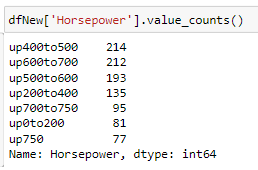 dfNew['Horsepower'].value_counts()
up400to500 214
up600to700 212
up500to600 193
up200to400 135
up700to750 95
up0to200 81
up750 77
Name: Horsepower, dtype: int64